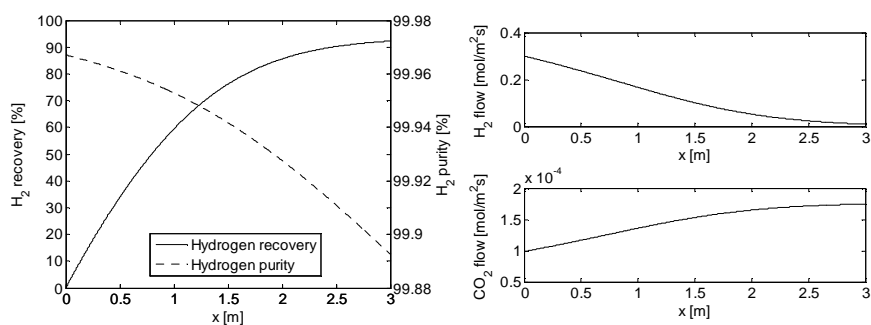 100
90
80
70
60
50
40
30
20
10
0
H2 recovery [%]
99.98
99.96
99.94
99.92
99.9
99.88
H2 purity [%]
Hydrogen recovery
Hydrogen purity
0 0.5 1 1.5 2 2.5 3
x [m]
0.4
0.2
0
H2 flow [mol/m2s]
0 0.5 1 1.5 2 2.5 3
x [m]
x 10-4
2
1.5
1
0.5
CO2 flow [mol/m2s]
0 0.5 1 1.5 2 2.5 3
x [m]